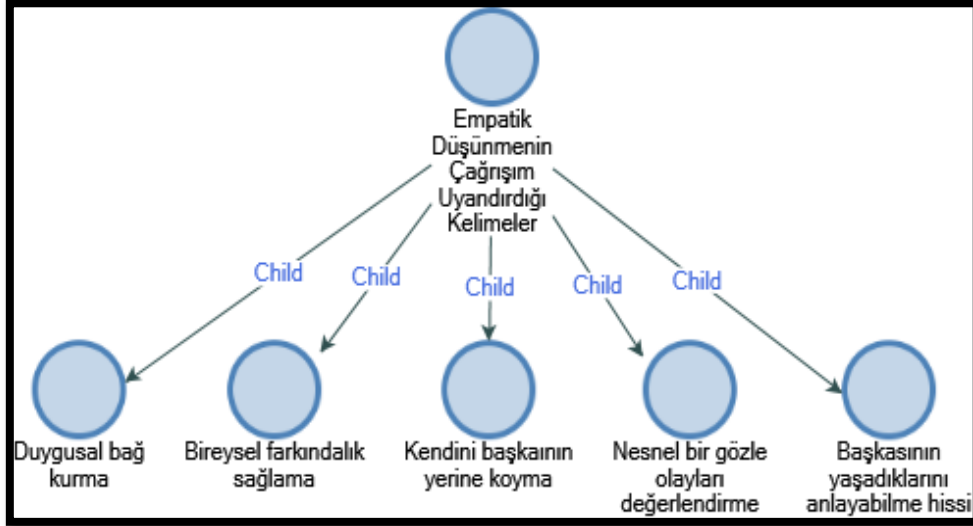 Empatik
Düşünmenin
Çağrışım
Uyandırdığı
Kelimeler
Child
Child
Child
Child
Child
Duygusal bağ
kurma
Bireysel farkındalık
sağlama
Kendini başkaının
yerine koyma
Nesnel bir gözle
olayları
değerlendirme
Başkasının
yaşadıklarını
anlayabilme hissi